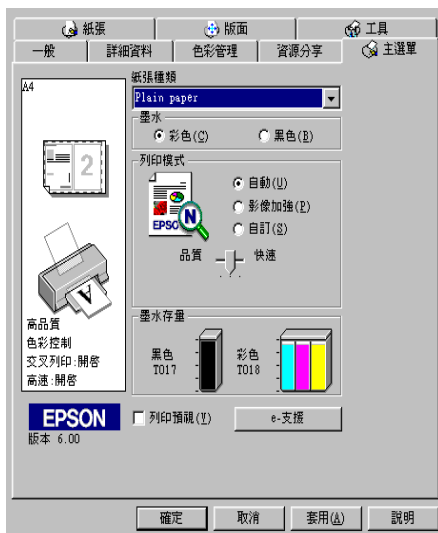 紙張
版面
工具
一般
詳細資料
色彩管理
資源分享
主選單
A4
2
高品質
色彩控制
交叉列印:開啓
高速:開啓
EPSON
版本 6.00
紙張種類
Plain paper
墨水
彩色(C)
黑色(B)
列印模式
EPSO
N
自動(U)
影像加強(P)
自訂(S)
品質
快速
墨水存量
黑色
T017
彩色
T018
列印預視(V)
e-支援
確定
取消
套用(A)
說明